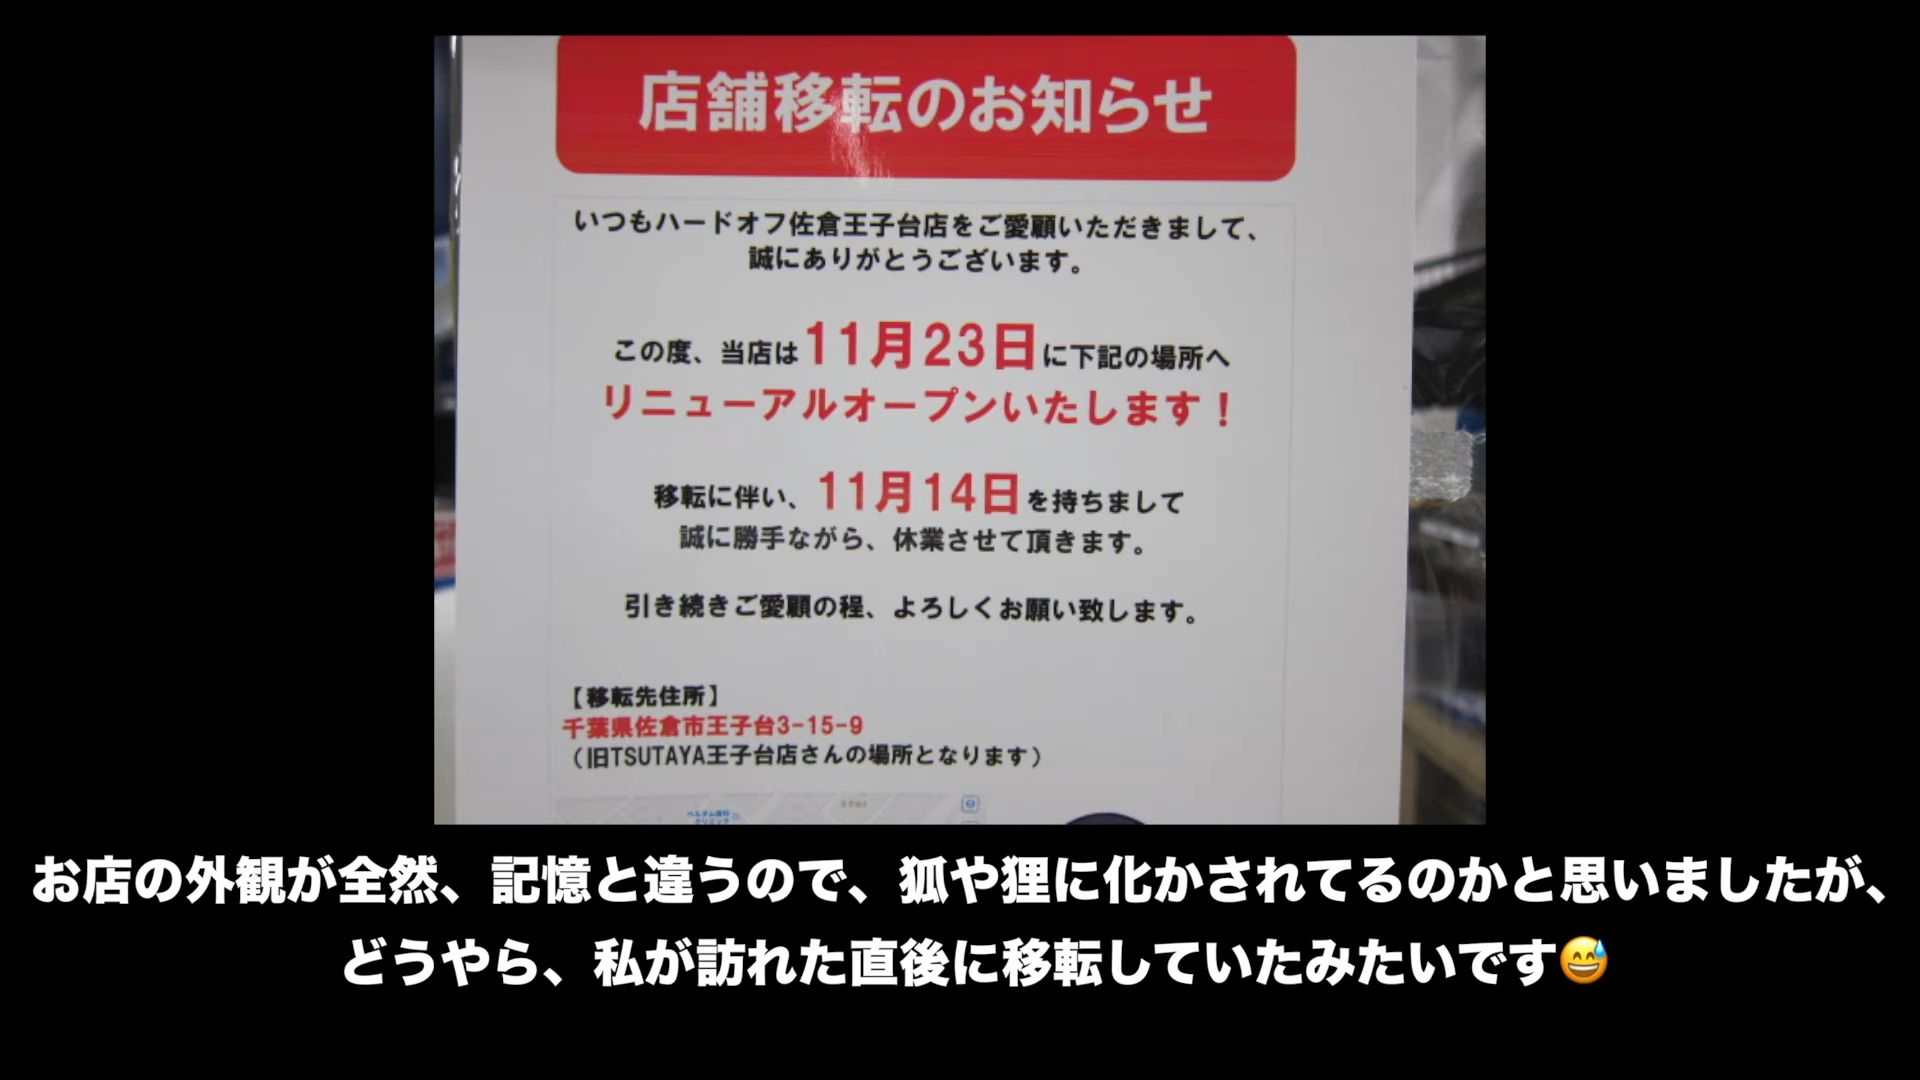 店舗移転のお知らせ
いつもハードオフ佐倉王子台店をご愛顧いただきまして、
誠にありがとうございます。
この度、当店は11月23日に下記の場所へ
リニューアルオープンいたします！
移転に伴い、11月14日を持ちまして
誠に勝手ながら、休業させて頂きます。
引き続きご愛顧の程、よろしくお願い致します。
【移転先住所】
千葉県佐倉市王子台3-15-9
（旧TSUTAYA王子台店さんの場所となります）
お店の外観が全然、記憶と違うので、狐や狸に化かされてるのかと思いましたが、
どうやら、私が訪れた直後に移転していたみたいです😅